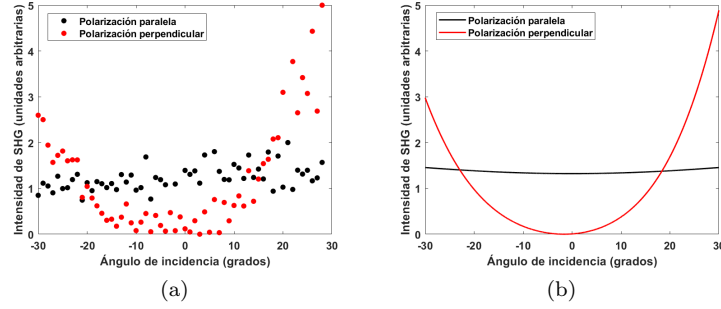 Intensidad de SHG (unidades arbitrarias)
5
4
3
2
1
0
Polarización paralela
Polarización perpendicular
-30 -20 -10 0 10 20 30
Ángulo de incidencia (grados)
(a)
Intensidad de SHG (unidades arbitrarias)
5
4
3
2
1
0
Polarización paralela
Polarización perpendicular
-30 -20 -10 0 10 20 30
Ángulo de incidencia (grados)
(b)